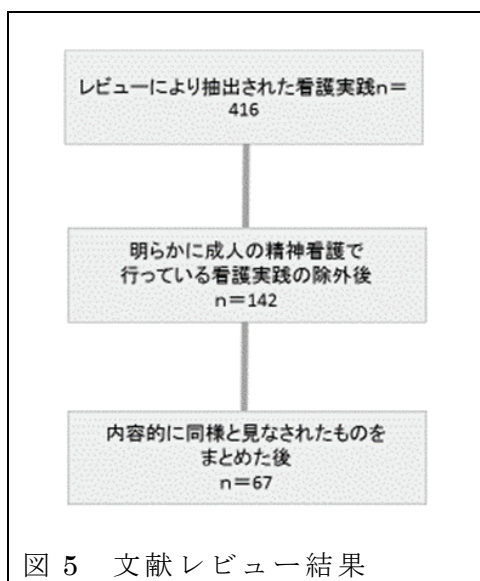 レビューにより抽出された看護実践n＝
416
明らかに成人の精神看護で
行っている看護実践の除外後
n＝142
内容的に同様と見なされたものを
まとめた後
n＝67
図 5　文献レビュー結果